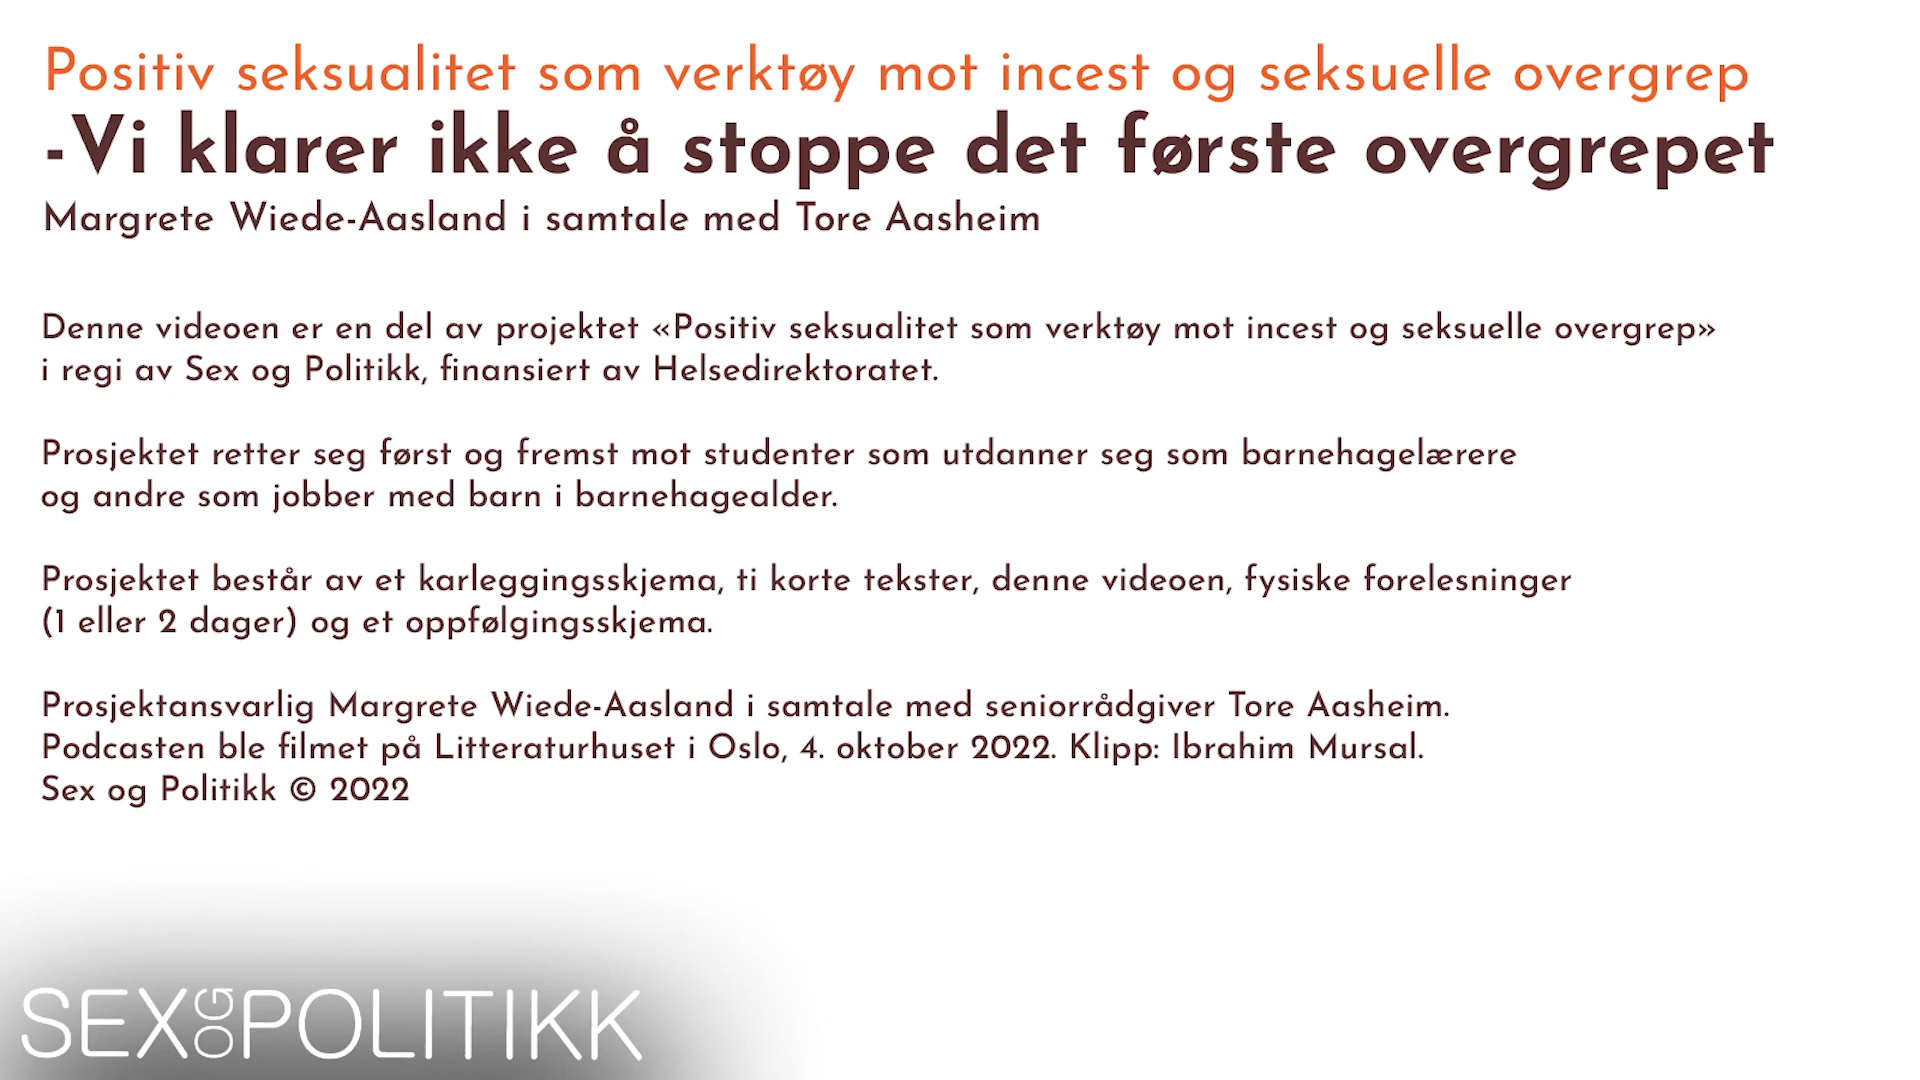 Positiv seksualitet som verktøy mot incest og seksuelle overgrep
-Vi klarer ikke å stoppe det første overgrepet
Margrete Wiede-Aasland i samtale med Tore Aasheim
Denne videoen er en del av projektet «Positiv seksualitet som verktøy mot incest og seksuelle overgrep»
i regi av Sex og Politikk, finansiert av Helsedirektoratet.
Prosjektet retter seg først og fremst mot studenter som utdanner seg som barnehagelærere
og andre som jobber med barn i barnehagealder.
Prosjektet består av et karleggingsskjema, ti korte tekster, denne videoen, fysiske forelesninger
(1 eller 2 dager) og et oppfølgingsskjema.
Prosjektansvarlig Margrete Wiede-Aasland i samtale med seniorrådgiver Tore Aasheim.
Podcasten ble filmet på Litteraturhuset i Oslo, 4. oktober 2022. Klipp: Ibrahim Mursal.
Sex og Politikk © 2022
SEX OG POLITIKK